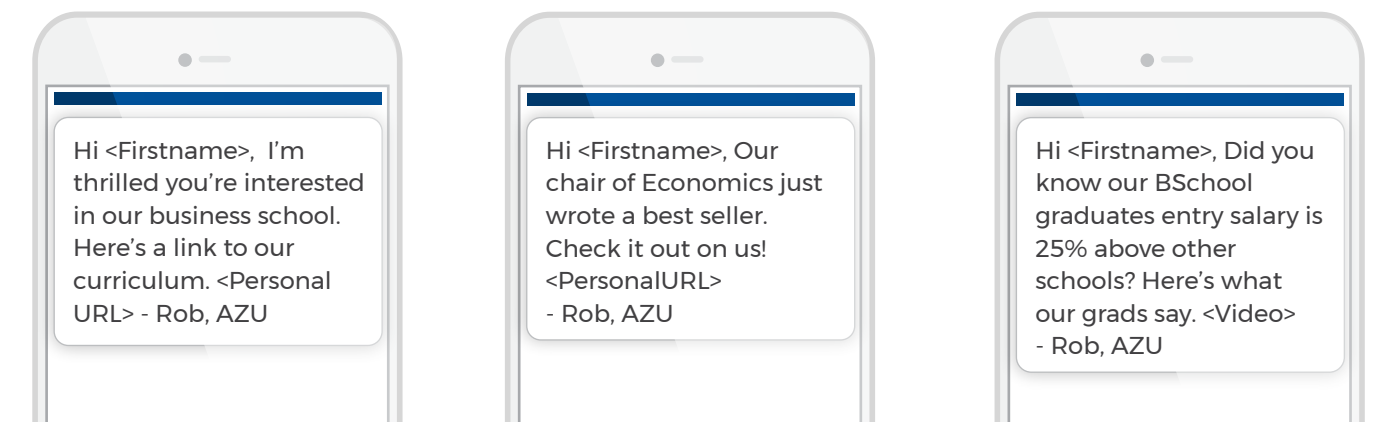 Hi <Firstname>,  I’m
thrilled you’re interested
in our business school.
Here’s a link to our
curriculum. <Personal
URL> - Rob, AZU
Hi <Firstname>, Our
chair of Economics just
wrote a best seller.
Check it out on us!
<PersonalURL>
- Rob, AZU
Hi <Firstname>, Did you
know our BSchool
graduates entry salary is
25% above other
schools? Here’s what
our grads say. <Video>
- Rob, AZU